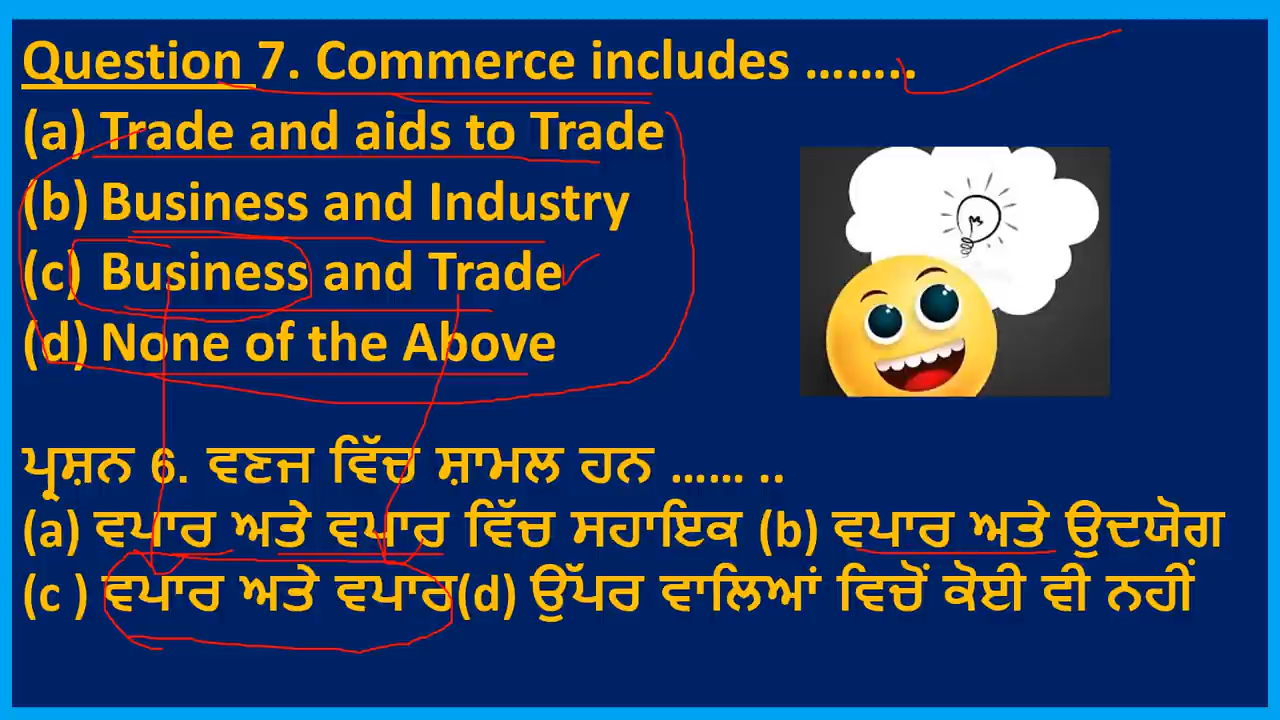 Question 7. Commerce includes ........
(a) Trade and aids to Trade
(b) Business and Industry
(c) Business and Trade
(d) None of the Above
ਪ੍ਰਸ਼ਨ 6. ਵਣਜ ਵਿੱਚ ਸ਼ਾਮਲ ਹਨ ...... ..
(a) ਵਪਾਰ ਅਤੇ ਵਪਾਰ ਵਿੱਚ ਸਹਾਇਕ (b) ਵਪਾਰ ਅਤੇ ਉਦਯੋਗ
(c ) ਵਪਾਰ ਅਤੇ ਵਪਾਰ(d) ਉੱਪਰ ਵਾਲਿਆਂ ਵਿਚੋਂ ਕੋਈ ਵੀ ਨਹੀਂ